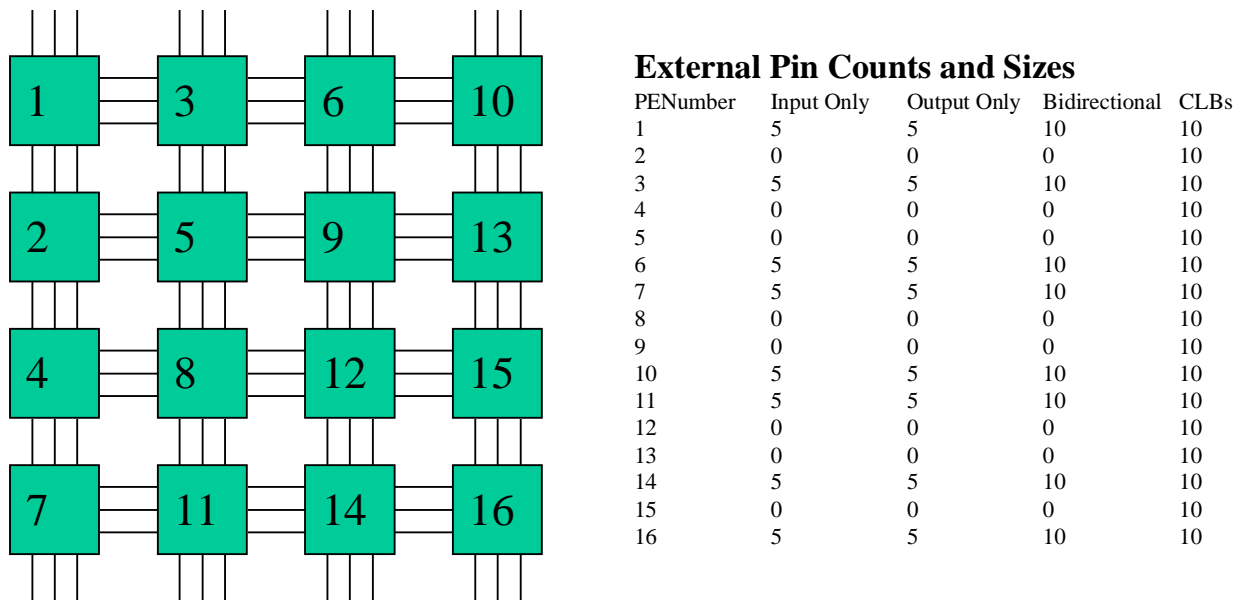 1 3 6 10
2 5 9 13
4 8 12 15
7 11 14 16
External Pin Counts and Sizes
PENumber Input Only Output Only Bidirectional CLBs
1 5 5 10 10
2 0 0 0 10
3 5 5 10 10
4 0 0 0 10
5 0 0 0 10
6 5 5 10 10
7 5 5 10 10
8 0 0 0 10
9 0 0 0 10
10 5 5 10 10
11 5 5 10 10
12 0 0 0 10
13 0 0 0 10
14 5 5 10 10
15 0 0 0 10
16 5 5 10 10